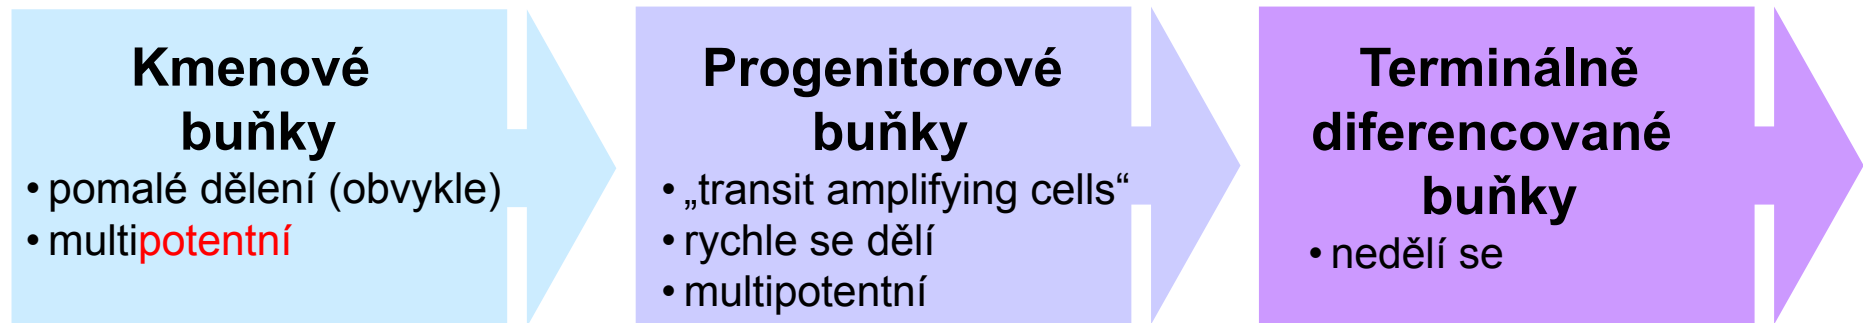 Kmenové
buňky
• pomalé dělení (obvykle)
• multipotentní
Progenitorové
buňky
• „transit amplifying cells“
• rychle se dělí
• multipotentní
Terminálně
diferencované
buňky
• nedělí se